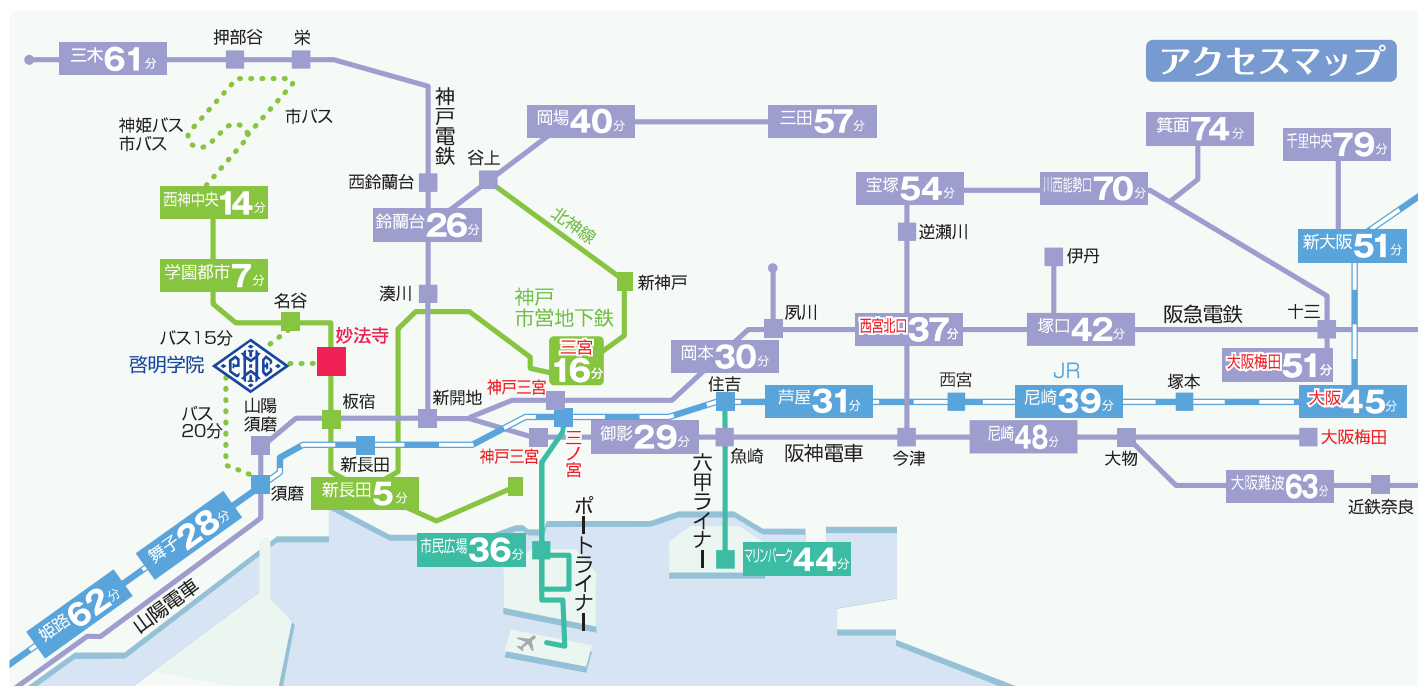 アクセスマップ
三木61分
押部谷
栄
神戸電鉄
市バス
神姫バス
市バス
岡場40分
三田57分
箕面74分
千里中央79分
谷上
西鈴蘭台
西神中央14分
鈴蘭台26分
北神線
宝塚54分
川西能勢口70分
逆瀬川
新大阪51分
伊丹
学園都市7分
新神戸
湊川
名谷
神戸
市営地下鉄
夙川
阪急電鉄
十三
バス15分
妙法寺
西宮北口37分
塚口42分
啓明学院
PMC
三宮
16分
岡本30分
大阪梅田51分
JR
神戸三宮
住吉
西宮
塚本
山陽
須磨
板宿
新開地
芦屋31分
尼崎39分
大阪45分
バス
20分
三ノ宮
御影29分
尼崎48分
大阪梅田
神戸三宮
魚崎
阪神電車
今津
大物
新長田
須磨
新長田5分
六甲ライナー
大阪難波63分
近鉄奈良
ポートライナー
舞子28分
市民広場36分
マリンパーク44分
姫路62分
山陽電車